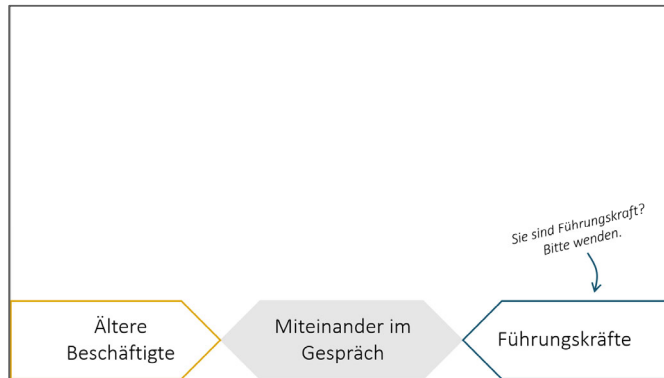 Sie sind Führungskraft?
Bitte wenden.
Ältere
Beschäftigte
Miteinander im
Gespräch
Führungskräfte